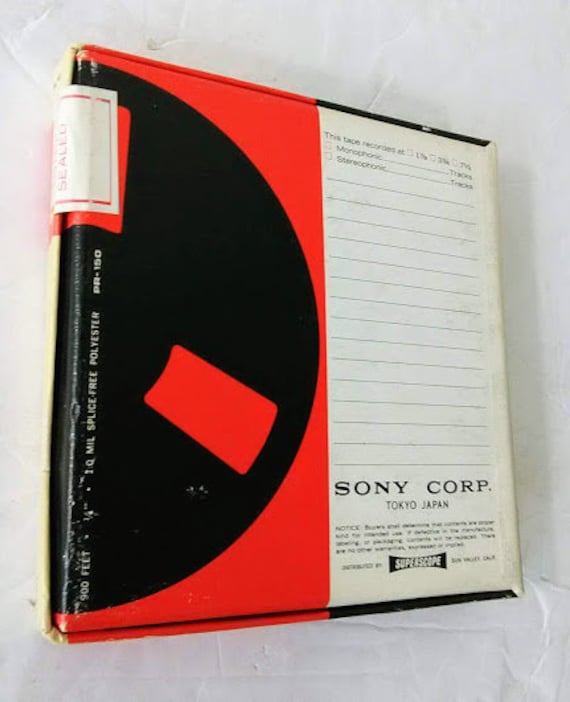 SEALED
900 FEET • ¼" • 1.0 MIL SPLICE-FREE POLYESTER PR-150
This tape recorded at ☐ 1⅞ ☐ 3¾ ☐ 7½
☐ Monophonic Tracks
☐ Stereophonic Tracks
SONY CORP.
TOKYO JAPAN
NOTICE: Buyers shall determine that contents are proper
kind for intended use. If defective in the manufacture,
labeling, or packaging, contents will be replaced. There
are no other warranties, expressed or implied.
DISTRIBUTED BY SUPERSCOPE SUN VALLEY, CALIF.